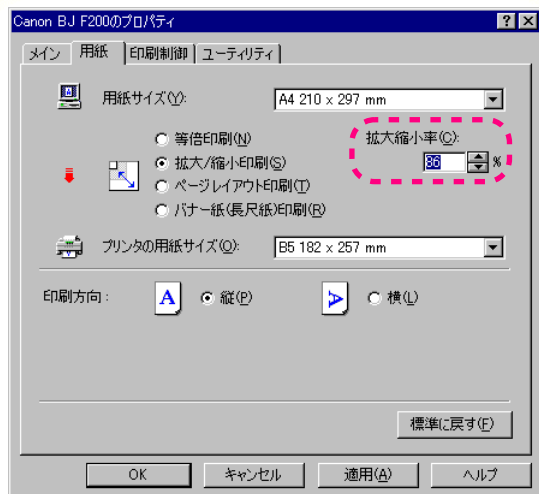 Canon BJ F200のプロパティ
メイン 用紙 印刷制御 ユーティリティ
用紙サイズ(Y): A4 210 x 297 mm
等倍印刷(N) 拡大縮小率(C):
拡大/縮小印刷(S) 86 %
ページレイアウト印刷(T)
バナー紙(長尺紙)印刷(R)
プリンタの用紙サイズ(O): B5 182 x 257 mm
印刷方向: A 縦(P) A 横(L)
標準に戻す(F)
OK キャンセル 適用(A) ヘルプ